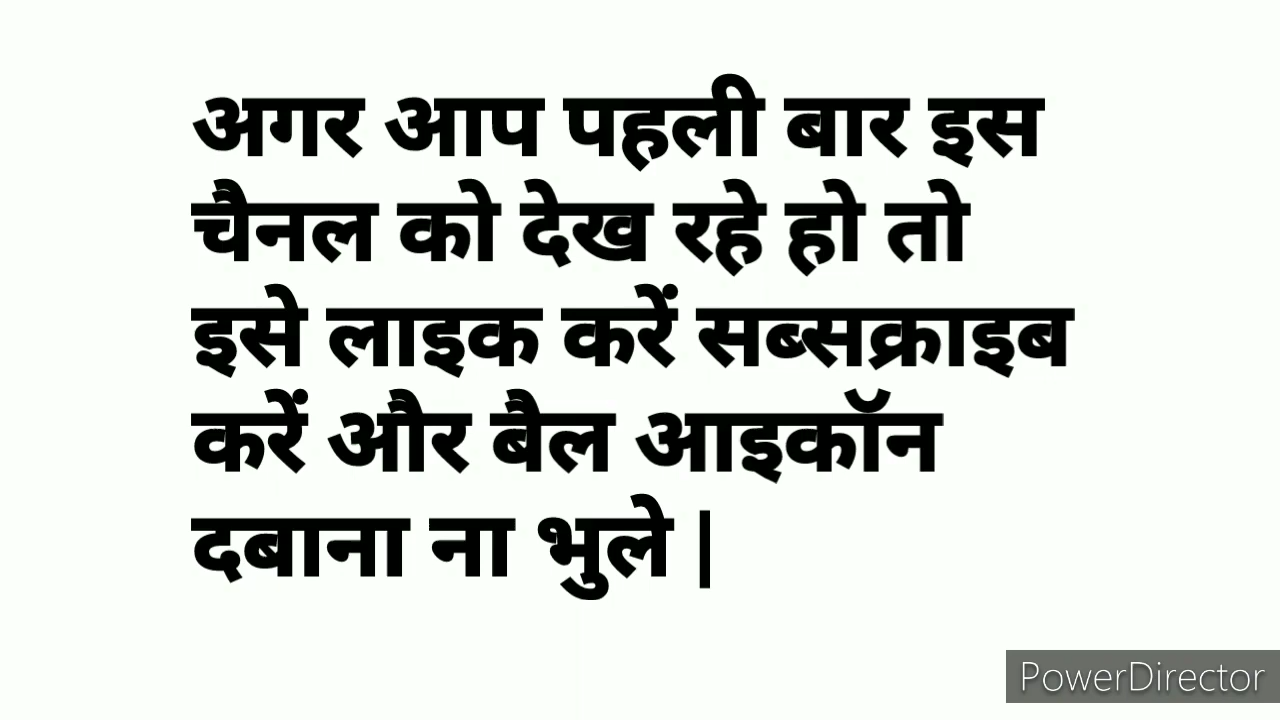 अगर आप पहली बार इस
चैनल को देख रहे हो तो
इसे लाइक करें सब्सक्राइब
करें और बैल आइकॉन
दबाना ना भुले |
PowerDirector